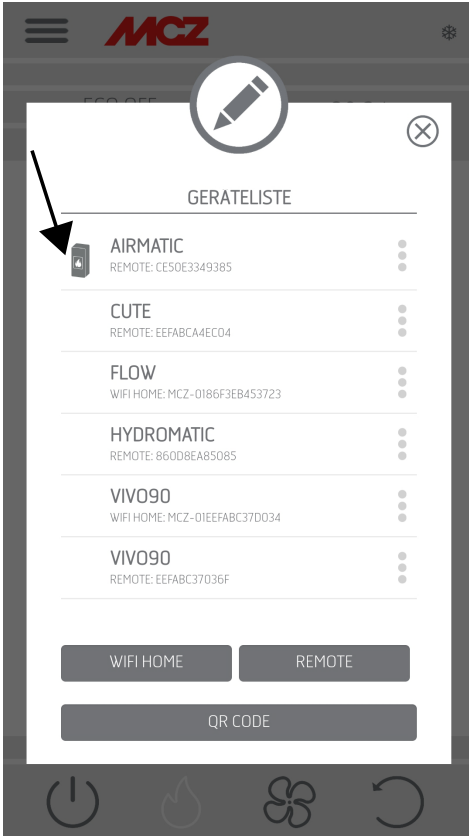 MCZ
GERATELISTE
AIRMATIC
REMOTE: CE50E3349385
CUTE
REMOTE: EEFABCA4EC04
FLOW
WIFI HOME: MCZ-0186F3EB453723
HYDROMATIC
REMOTE: 860D8EA85085
VIVO90
WIFI HOME: MCZ-01EEFABC37D034
VIVO90
REMOTE: EEFABC37036F
WIFI HOME
REMOTE
QR CODE